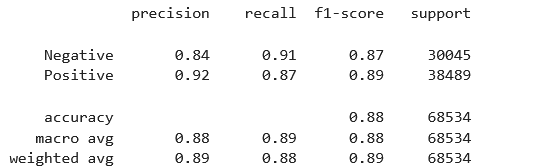 precision recall f1-score support
Negative 0.84 0.91 0.87 30045
Positive 0.92 0.87 0.89 38489
accuracy 0.88 68534
macro avg 0.88 0.89 0.88 68534
weighted avg 0.89 0.88 0.89 68534